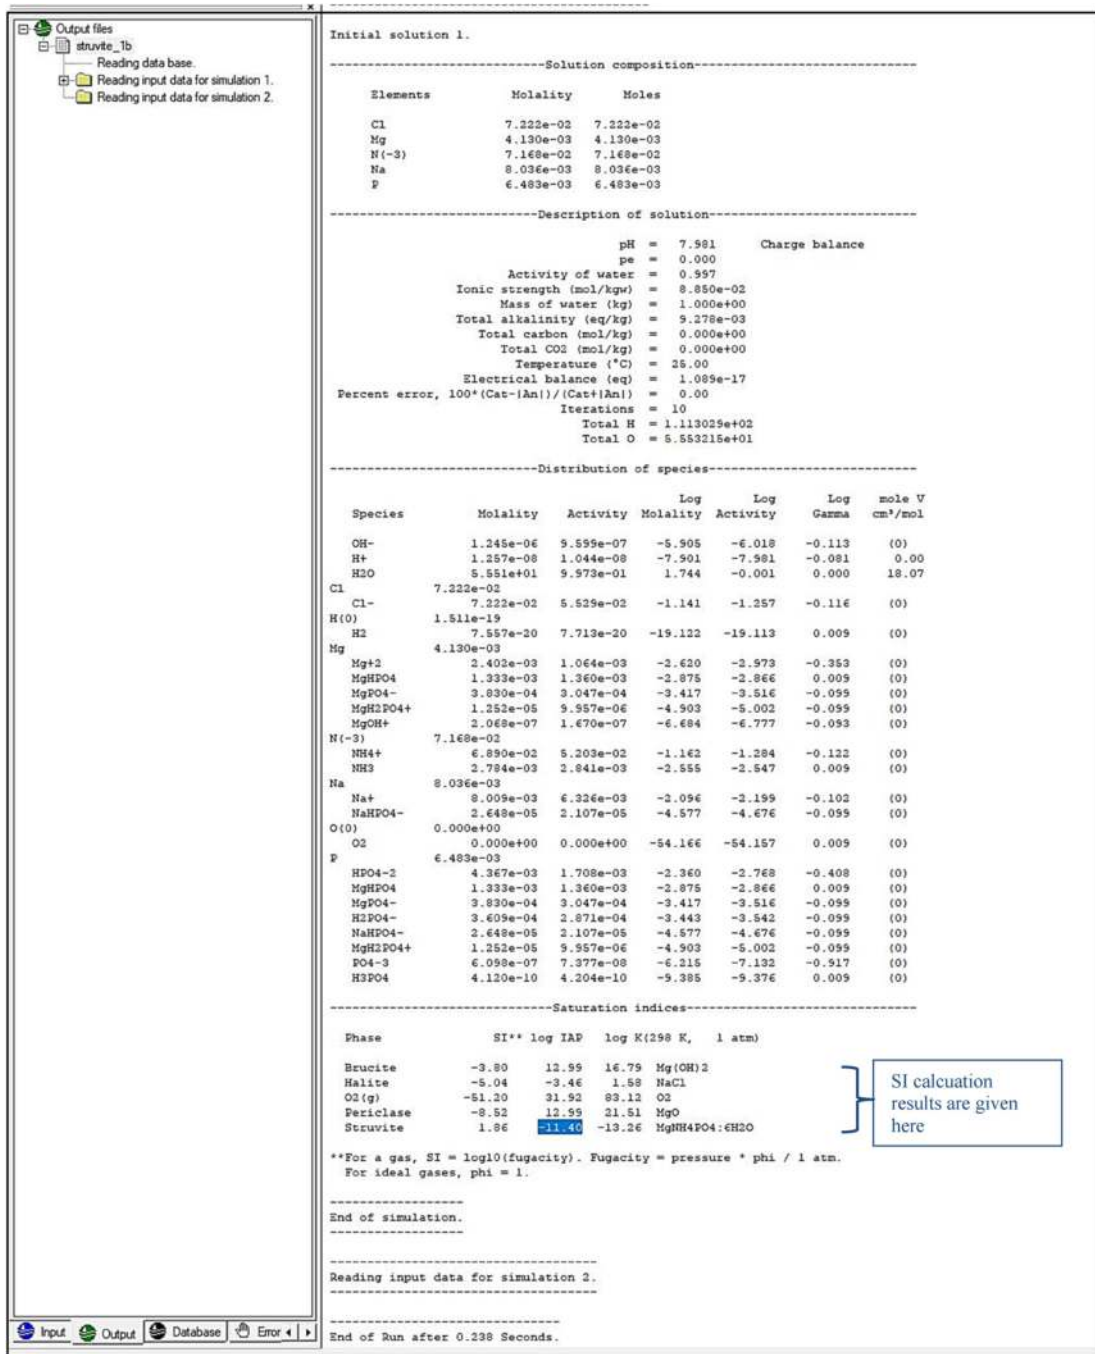 Output files
struvite_1b
Reading data base.
Reading input data for simulation 1.
Reading input data for simulation 2.
Input Output Database Error
-------------------------------------------
Initial solution 1.
-----------------------------Solution composition------------------------------
Elements Molality Moles
Cl 7.222e-02 7.222e-02
Mg 4.130e-03 4.130e-03
N(-3) 7.168e-02 7.168e-02
Na 8.036e-03 8.036e-03
P 6.483e-03 6.483e-03
----------------------------Description of solution----------------------------
pH = 7.981 Charge balance
pe = 0.000
Activity of water = 0.997
Ionic strength (mol/kgw) = 8.850e-02
Mass of water (kg) = 1.000e+00
Total alkalinity (eq/kg) = 9.278e-03
Total carbon (mol/kg) = 0.000e+00
Total CO2 (mol/kg) = 0.000e+00
Temperature (°C) = 25.00
Electrical balance (eq) = 1.089e-17
Percent error, 100*(Cat-|An|)/(Cat+|An|) = 0.00
Iterations = 10
Total H = 1.113029e+02
Total O = 5.553215e+01
----------------------------Distribution of species----------------------------
Log Log Log mole V
Species Molality Activity Molality Activity Gamma cm³/mol
OH- 1.245e-06 9.599e-07 -5.905 -6.018 -0.113 (0)
H+ 1.257e-08 1.044e-08 -7.901 -7.981 -0.081 0.00
H2O 5.551e+01 9.973e-01 1.744 -0.001 0.000 18.07
Cl 7.222e-02
Cl- 7.222e-02 5.529e-02 -1.141 -1.257 -0.116 (0)
H(0) 1.511e-19
H2 7.557e-20 7.713e-20 -19.122 -19.113 0.009 (0)
Mg 4.130e-03
Mg+2 2.402e-03 1.064e-03 -2.620 -2.973 -0.353 (0)
MgHPO4 1.333e-03 1.360e-03 -2.875 -2.866 0.009 (0)
MgPO4- 3.830e-04 3.047e-04 -3.417 -3.516 -0.099 (0)
MgH2PO4+ 1.252e-05 9.957e-06 -4.903 -5.002 -0.099 (0)
MgOH+ 2.068e-07 1.670e-07 -6.684 -6.777 -0.093 (0)
N(-3) 7.168e-02
NH4+ 6.890e-02 5.203e-02 -1.162 -1.284 -0.122 (0)
NH3 2.784e-03 2.841e-03 -2.555 -2.547 0.009 (0)
Na 8.036e-03
Na+ 8.009e-03 6.326e-03 -2.096 -2.199 -0.102 (0)
NaHPO4- 2.648e-05 2.107e-05 -4.577 -4.676 -0.099 (0)
O(0) 0.000e+00
O2 0.000e+00 0.000e+00 -54.166 -54.157 0.009 (0)
P 6.483e-03
HPO4-2 4.367e-03 1.708e-03 -2.360 -2.768 -0.408 (0)
MgHPO4 1.333e-03 1.360e-03 -2.875 -2.866 0.009 (0)
MgPO4- 3.830e-04 3.047e-04 -3.417 -3.516 -0.099 (0)
H2PO4- 3.609e-04 2.871e-04 -3.443 -3.542 -0.099 (0)
NaHPO4- 2.648e-05 2.107e-05 -4.577 -4.676 -0.099 (0)
MgH2PO4+ 1.252e-05 9.957e-06 -4.903 -5.002 -0.099 (0)
PO4-3 6.098e-07 7.377e-08 -6.215 -7.132 -0.917 (0)
H3PO4 4.120e-10 4.204e-10 -9.385 -9.376 0.009 (0)
------------------------------Saturation indices-------------------------------
Phase SI** log IAP log K(298 K, 1 atm)
Brucite -3.80 12.99 16.79 Mg(OH)2
Halite -5.04 -3.46 1.58 NaCl
O2(g) -51.20 31.92 83.12 O2
Periclase -8.52 12.99 21.51 MgO
Struvite 1.86 -11.40 -13.26 MgNH4PO4:6H2O
SI calcuation
results are given
here
**For a gas, SI = log10(fugacity). Fugacity = pressure * phi / 1 atm.
For ideal gases, phi = 1.
------------------
End of simulation.
------------------
------------------------------------
Reading input data for simulation 2.
------------------------------------
-------------------------------
End of Run after 0.238 Seconds.